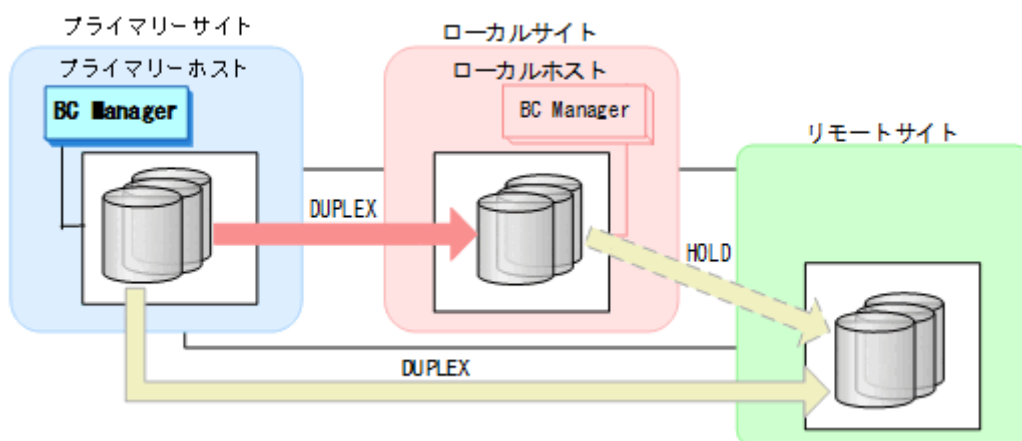 プライマリーサイト
プライマリーホスト
BC Manager
ローカルサイト
ローカルホスト
BC Manager
リモートサイト
DUPLEX
HOLD
DUPLEX